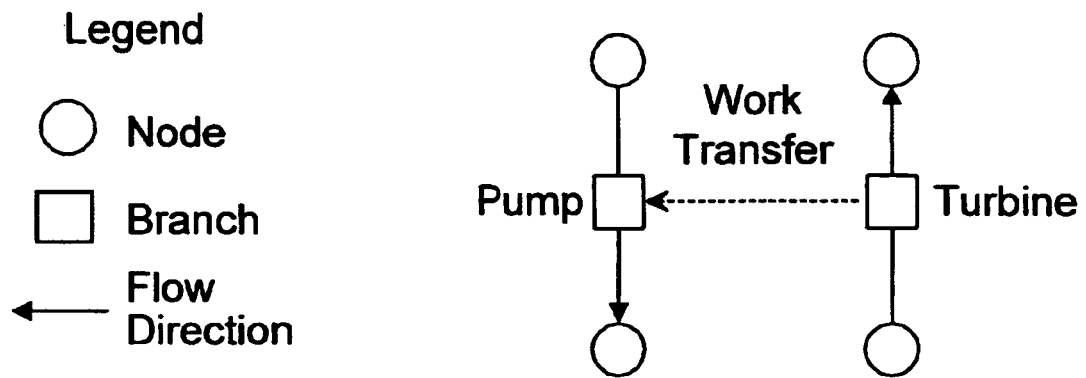 Legend
Node
Branch
Flow
Direction
Work
Transfer
Pump
Turbine